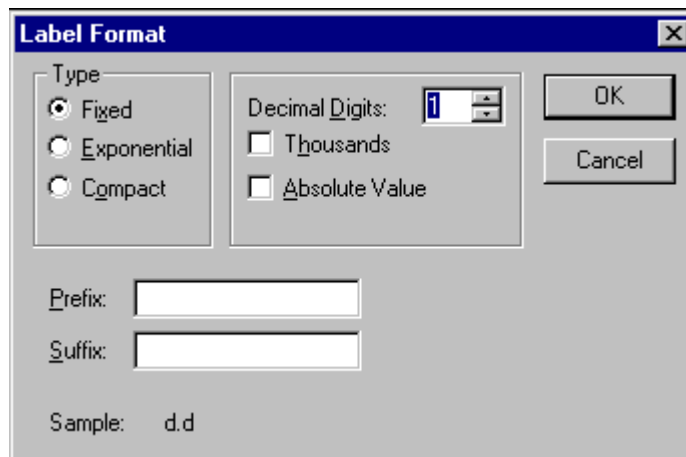 Label Format
Type
Fixed
Exponential
Compact
Decimal Digits: 1
Thousands
Absolute Value
OK
Cancel
Prefix:
Suffix:
Sample: d.d